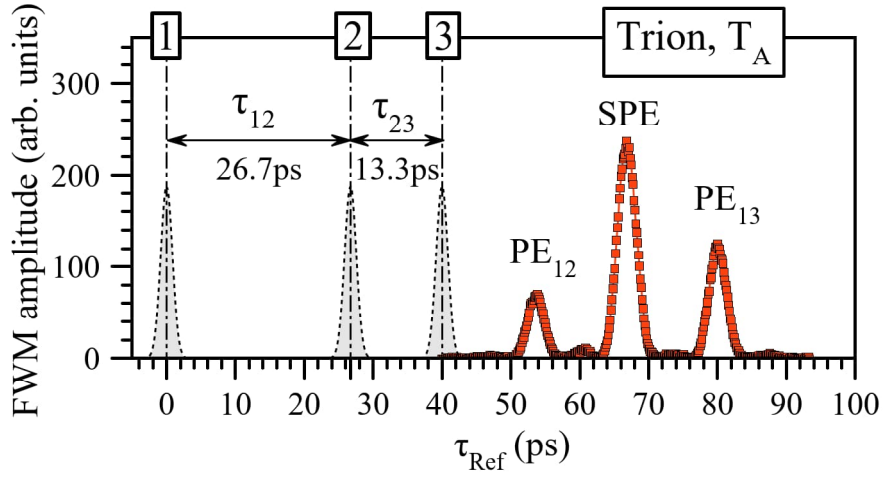 1 2 3
Trion, T_A
FWM amplitude (arb. units)
300
200
100
0
τ12 τ23
26.7ps 13.3ps
SPE
PE13
PE12
0 10 20 30 40 50 60 70 80 90 100
τRef (ps)